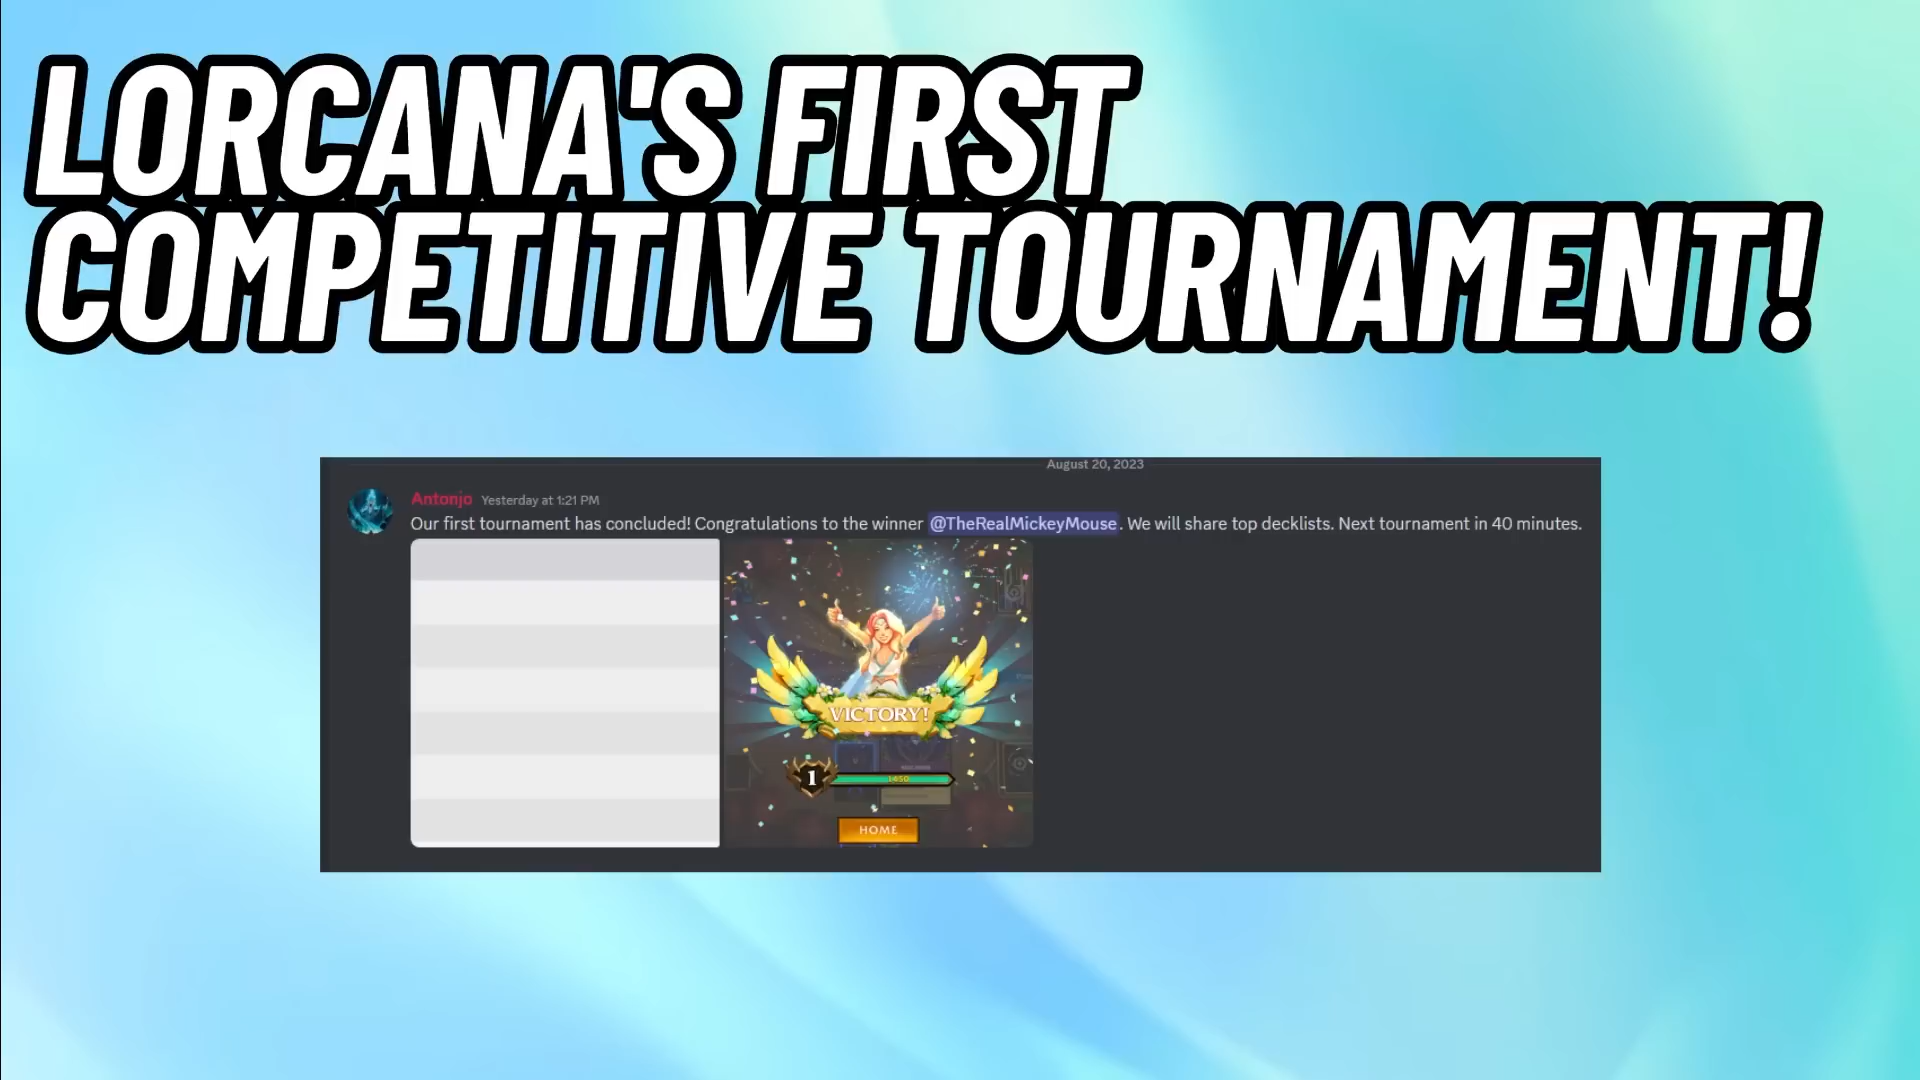 LORCANA'S FIRST
COMPETITIVE TOURNAMENT!
August 20, 2023
Antonjo Yesterday at 1:21 PM
Our first tournament has concluded! Congratulations to the winner @TheRealMickeyMouse. We will share top decklists. Next tournament in 40 minutes.
VICTORY!
1
1450
HOME